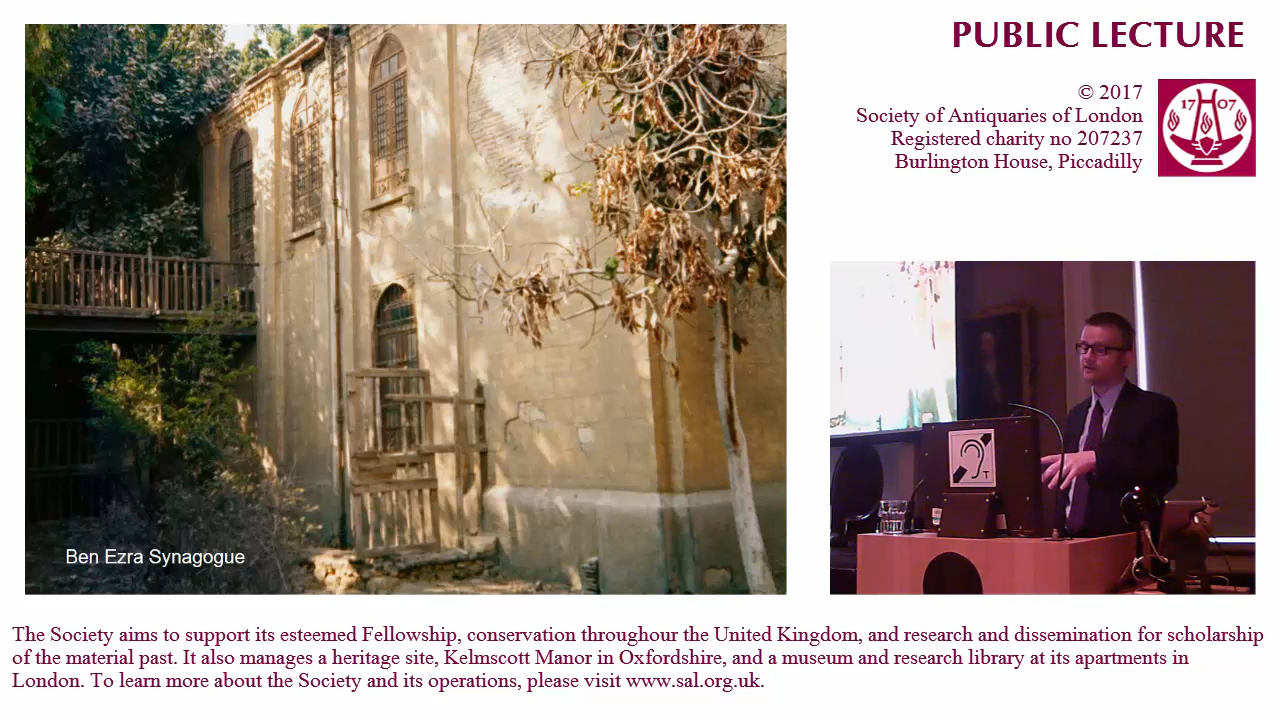 PUBLIC LECTURE
© 2017
Society of Antiquaries of London
Registered charity no 207237
Burlington House, Piccadilly
17 07
T
Ben Ezra Synagogue
The Society aims to support its esteemed Fellowship, conservation throughour the United Kingdom, and research and dissemination for scholarship
of the material past. It also manages a heritage site, Kelmscott Manor in Oxfordshire, and a museum and research library at its apartments in
London. To learn more about the Society and its operations, please visit www.sal.org.uk.